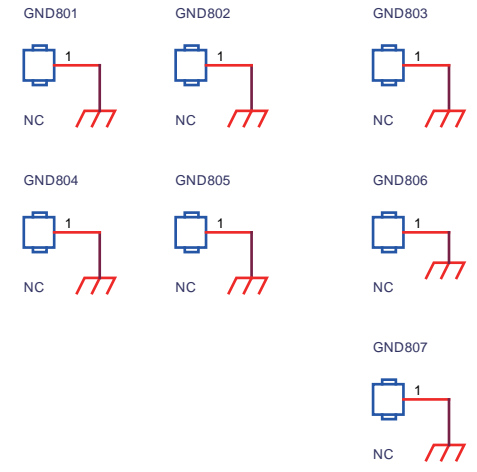 GND801 GND802 GND803
1 1 1
NC NC NC
GND804 GND805 GND806
1 1 1
NC NC NC
GND807
1
NC